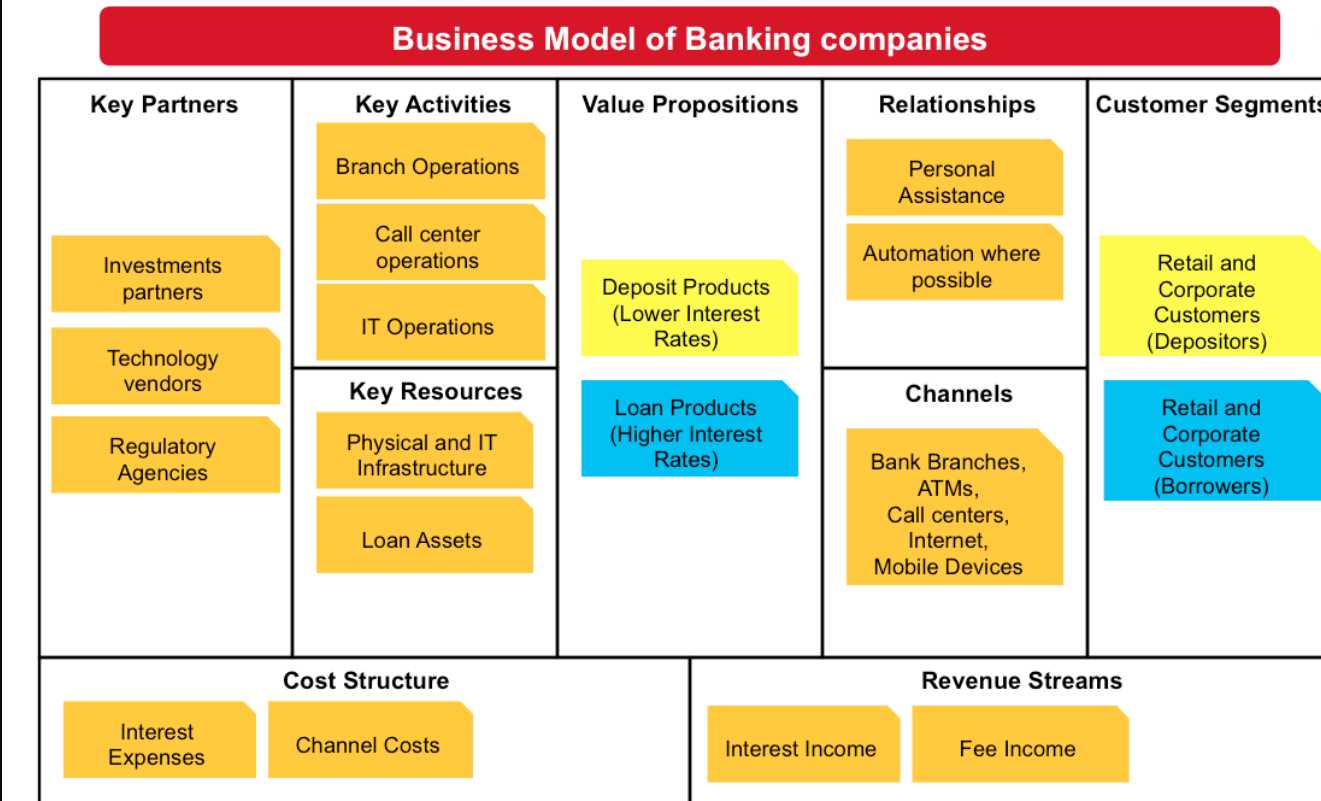 Business Model of Banking companies
Key Partners
Investments
partners
Technology
vendors
Regulatory
Agencies
Key Activities
Branch Operations
Call center
operations
IT Operations
Key Resources
Physical and IT
Infrastructure
Loan Assets
Value Propositions
Deposit Products
(Lower Interest
Rates)
Loan Products
(Higher Interest
Rates)
Relationships
Personal
Assistance
Automation where
possible
Channels
Bank Branches,
ATMs,
Call centers,
Internet,
Mobile Devices
Customer Segments
Retail and
Corporate
Customers
(Depositors)
Retail and
Corporate
Customers
(Borrowers)
Cost Structure
Interest
Expenses
Channel Costs
Revenue Streams
Interest Income
Fee Income